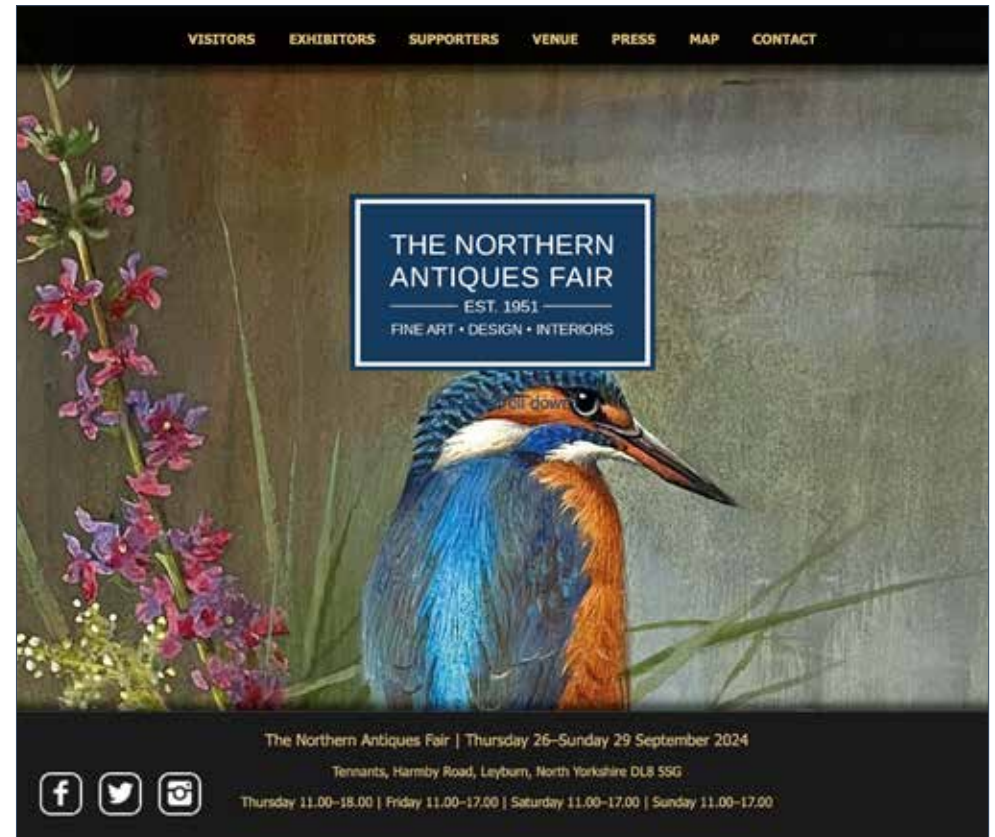 VISITORS EXHIBITORS SUPPORTERS VENUE PRESS MAP CONTACT
THE NORTHERN
ANTIQUES FAIR
EST. 1951
FINE ART • DESIGN • INTERIORS
down
The Northern Antiques Fair | Thursday 26–Sunday 29 September 2024
Tennants, Harmby Road, Leyburn, North Yorkshire DL8 5SG
Thursday 11.00–18.00 | Friday 11.00–17.00 | Saturday 11.00–17.00 | Sunday 11.00–17.00